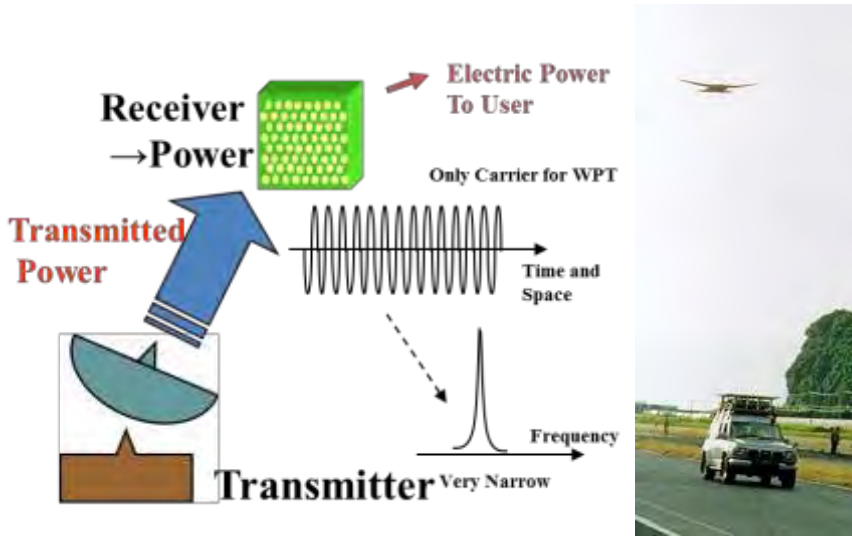 Electric Power
To User
Receiver
→Power
Only Carrier for WPT
Transmitted
Power
Time and
Space
Frequency
Transmitter
Very Narrow